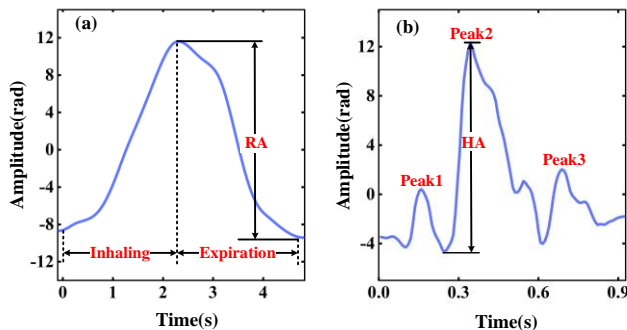 (a)
12
8
4
0
-4
-8
-12
Amplitude(rad)
RA
Inhaling
Expiration
0
1
2
3
4
Time(s)
(b)
Peak2
12
8
4
0
-4
Amplitude(rad)
HA
Peak1
Peak3
0.0
0.3
0.6
0.9
Time(s)